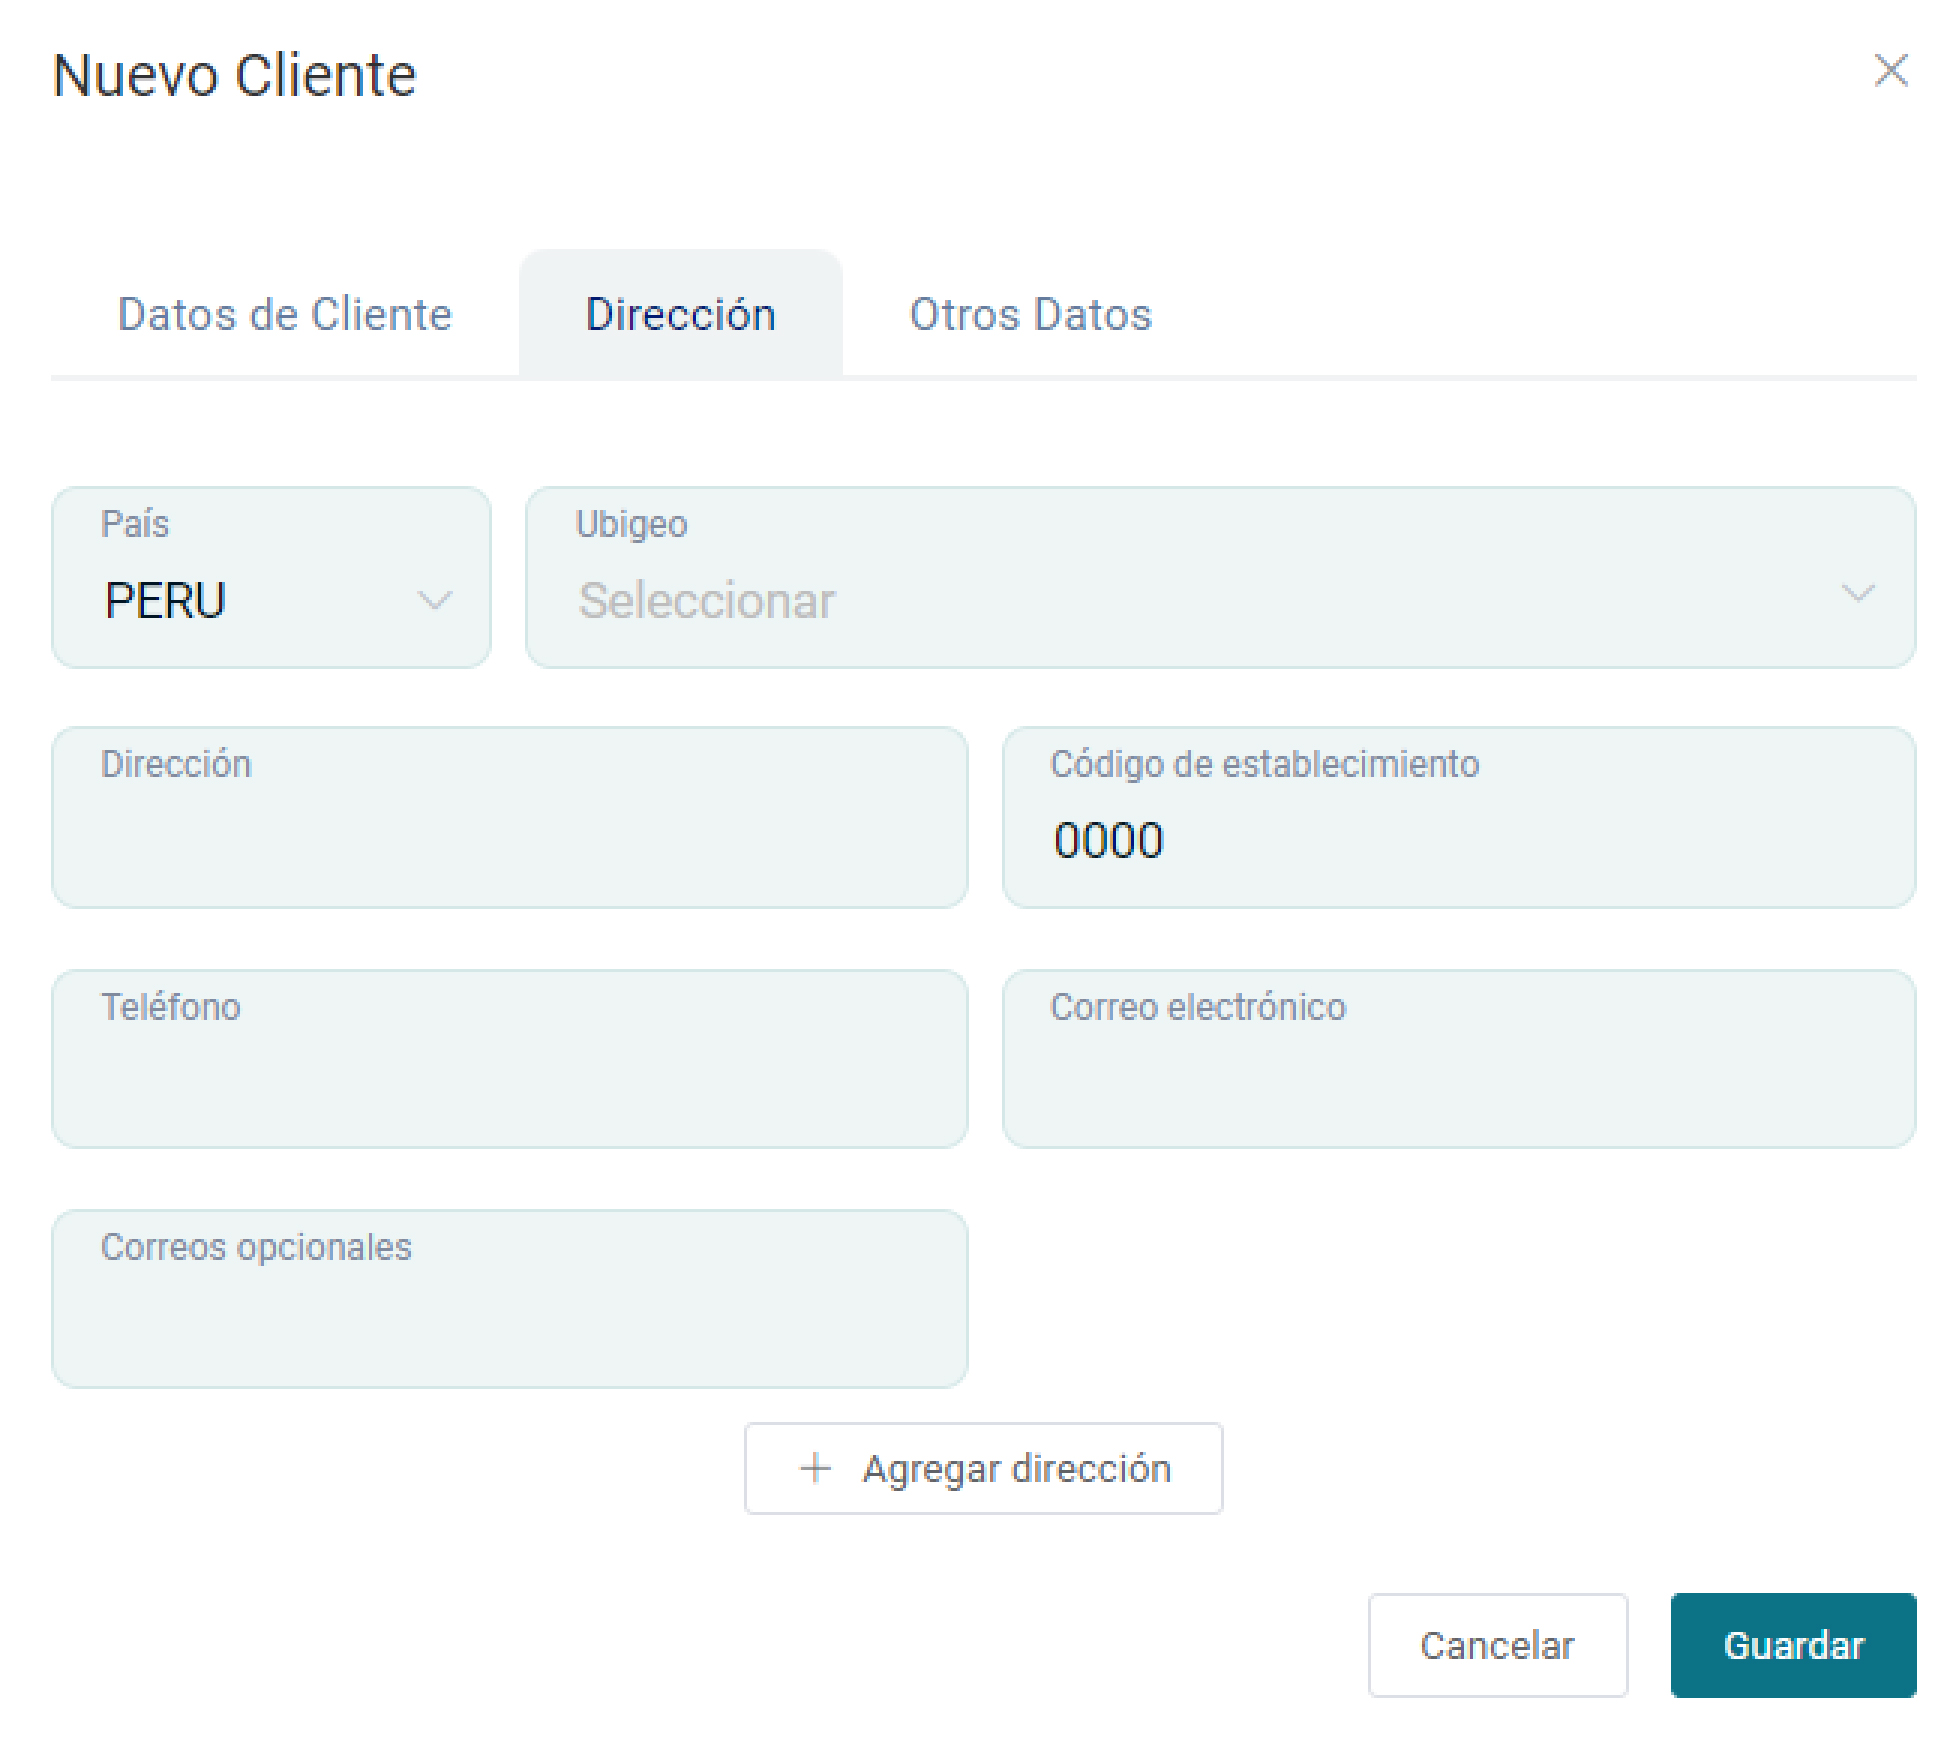 Nuevo Cliente
Datos de Cliente Dirección Otros Datos
País Ubigeo
PERU Seleccionar
Dirección Código de establecimiento
0000
Teléfono Correo electrónico
Correos opcionales
Agregar dirección
Cancelar Guardar